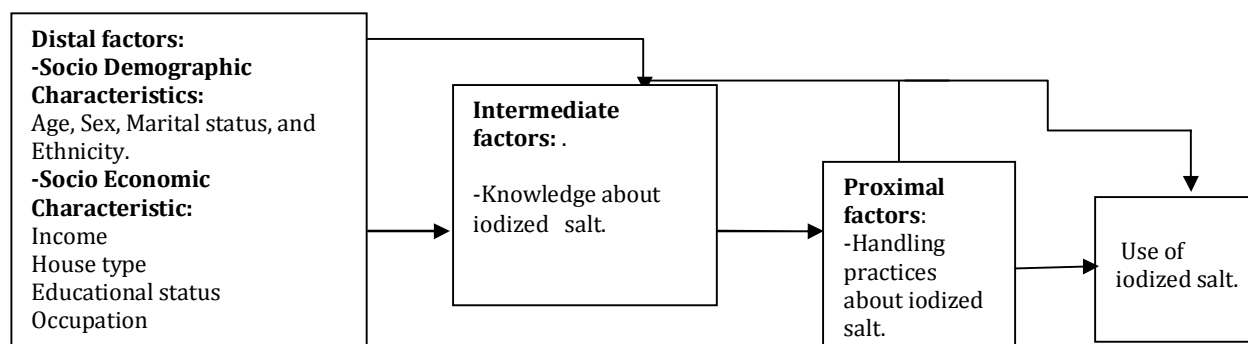 Distal factors:
-Socio Demographic
Characteristics:
Age, Sex, Marital status, and
Ethnicity.
-Socio Economic
Characteristic:
Income
House type
Educational status
Occupation
Intermediate
factors: .
-Knowledge about
iodized salt.
Proximal
factors:
-Handling
practices
about iodized
salt.
Use of
iodized salt.